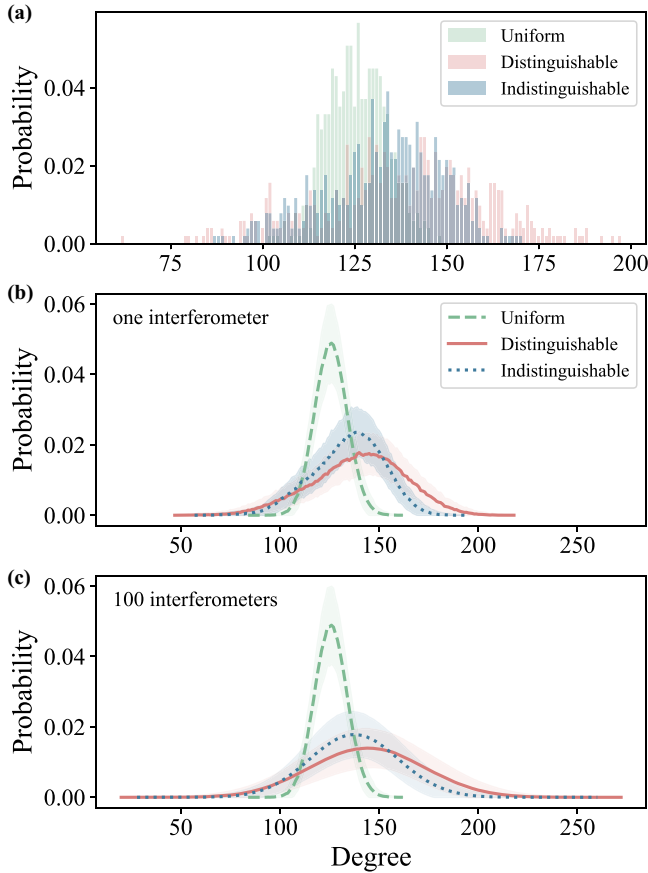 (a)
Uniform
Distinguishable
Indistinguishable
Probability
0.04
0.02
0.00
75 100 125 150 175 200
(b)
one interferometer
Uniform
Distinguishable
Indistinguishable
Probability
0.06
0.04
0.02
0.00
50 100 150 200 250
(c)
100 interferometers
Probability
0.06
0.04
0.02
0.00
50 100 150 200 250
Degree